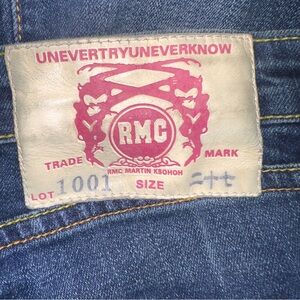 UNEVERTRYUNEVERKNOW
RMC
TRADE MARK
RMC MARTIN KSOHOH
LOT 1001 SIZE